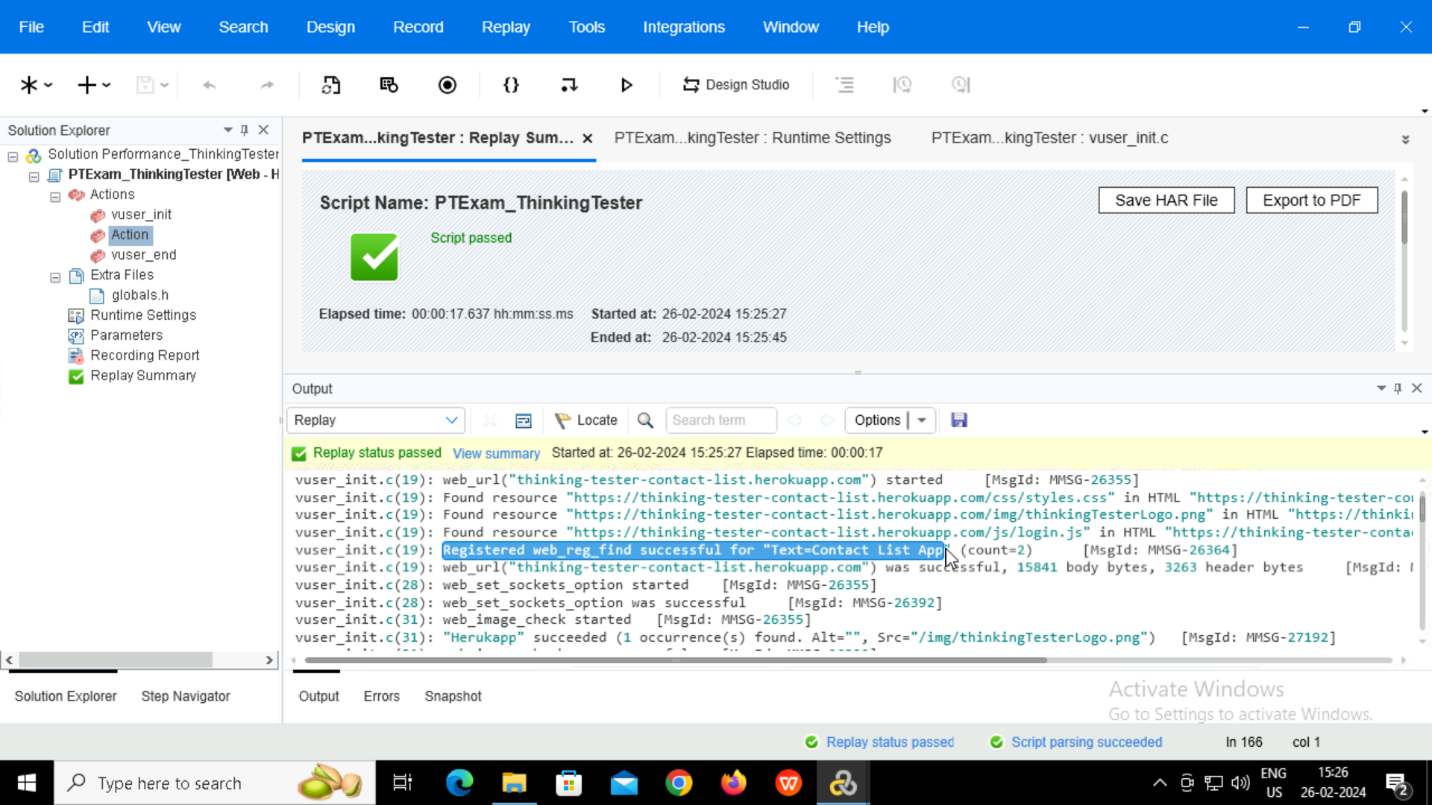 File Edit View Search Design Record Replay Tools Integrations Window Help
Design Studio
Solution Explorer
Solution Performance_ThinkingTester
PTExam_ThinkingTester [Web - H
Actions
vuser_init
Action
vuser_end
Extra Files
globals.h
Runtime Settings
Parameters
Recording Report
Replay Summary
PTExam...kingTester : Replay Sum... PTExam...kingTester : Runtime Settings PTExam...kingTester : vuser_init.c
Script Name: PTExam_ThinkingTester
Save HAR File Export to PDF
Script passed
Elapsed time: 00:00:17.637 hh:mm:ss.ms Started at: 26-02-2024 15:25:27
Ended at: 26-02-2024 15:25:45
Output
Replay Locate Search term Options
Replay status passed View summary Started at: 26-02-2024 15:25:27 Elapsed time: 00:00:17
vuser_init.c(19): web_url("thinking-tester-contact-list.herokuapp.com") started [MsgId: MMSG-26355]
vuser_init.c(19): Found resource "https://thinking-tester-contact-list.herokuapp.com/css/styles.css" in HTML "https://thinking-tester-co
vuser_init.c(19): Found resource "https://thinking-tester-contact-list.herokuapp.com/img/thinkingTesterLogo.png" in HTML "https://thinki
vuser_init.c(19): Found resource "https://thinking-tester-contact-list.herokuapp.com/js/login.js" in HTML "https://thinking-tester-conta
vuser_init.c(19): Registered web_reg_find successful for "Text=Contact List App" (count=2) [MsgId: MMSG-26364]
vuser_init.c(19): web_url("thinking-tester-contact-list.herokuapp.com") was successful, 15841 body bytes, 3263 header bytes [MsgId:
vuser_init.c(28): web_set_sockets_option started [MsgId: MMSG-26355]
vuser_init.c(28): web_set_sockets_option was successful [MsgId: MMSG-26392]
vuser_init.c(31): web_image_check started [MsgId: MMSG-26355]
vuser_init.c(31): "Herukapp" succeeded (1 occurrence(s) found. Alt="", Src="/img/thinkingTesterLogo.png") [MsgId: MMSG-27192]
Solution Explorer Step Navigator Output Errors Snapshot
Activate Windows
Go to Settings to activate Windows.
Replay status passed Script parsing succeeded ln 166 col 1
Type here to search
ENG
US
15:26
26-02-2024
2